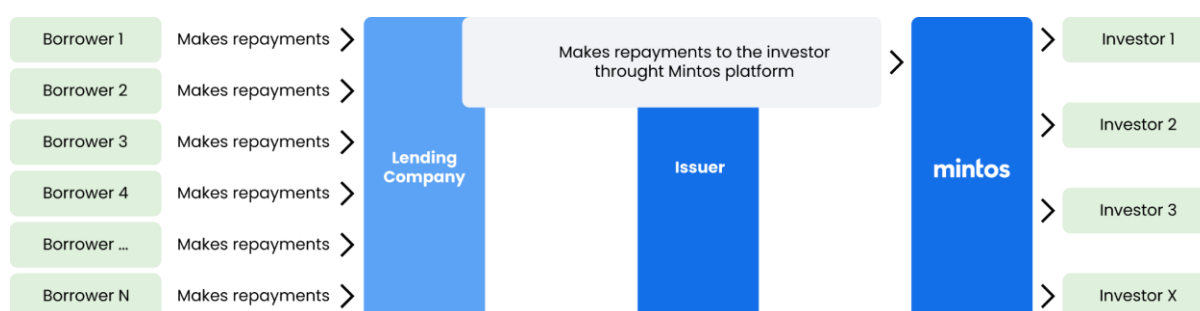 Borrower 1
Makes repayments
Borrower 2
Makes repayments
Borrower 3
Makes repayments
Borrower 4
Makes repayments
Borrower ...
Makes repayments
Borrower N
Makes repayments
Lending
Company
Makes repayments to the investor
throught Mintos platform
Issuer
mintos
Investor 1
Investor 2
Investor 3
Investor X